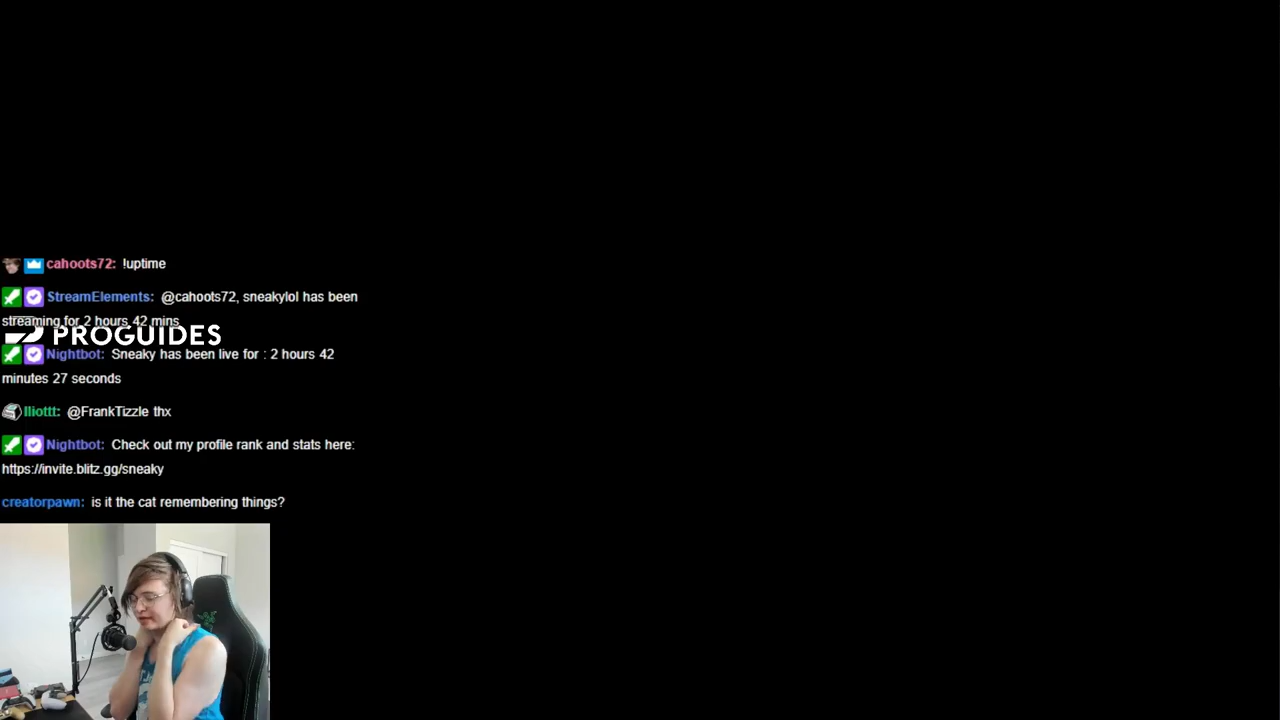 cahoots72: !uptime
StreamElements: @cahoots72, sneakylol has been
streaming for 2 hours 42 mins
PROGUIDES
Nightbot: Sneaky has been live for : 2 hours 42
minutes 27 seconds
Iliottt: @FrankTizzle thx
Nightbot: Check out my profile rank and stats here:
https://invite.blitz.gg/sneaky
creatorpawn: is it the cat remembering things?